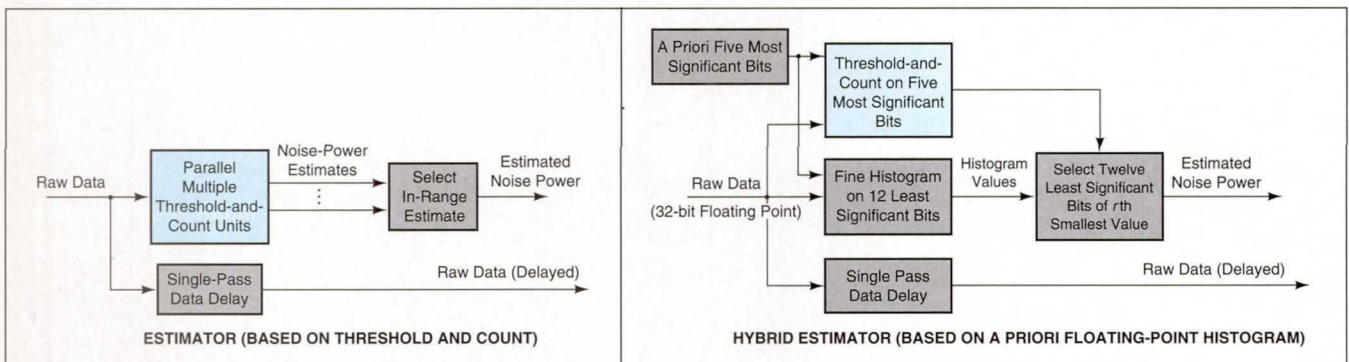 Raw Data
Parallel
Multiple
Threshold-and-
Count Units
Noise-Power
Estimates
Select
In-Range
Estimate
Estimated
Noise Power
Single-Pass
Data Delay
Raw Data (Delayed)
ESTIMATOR (BASED ON THRESHOLD AND COUNT)
A Priori Five Most
Significant Bits
Threshold-and-
Count on Five
Most Significant
Bits
Raw Data
(32-bit Floating Point)
Fine Histogram
on 12 Least
Significant Bits
Histogram
Values
Select Twelve
Least Significant
Bits of rth
Smallest Value
Estimated
Noise Power
Single Pass
Data Delay
Raw Data (Delayed)
HYBRID ESTIMATOR (BASED ON A PRIORI FLOATING-POINT HISTOGRAM)